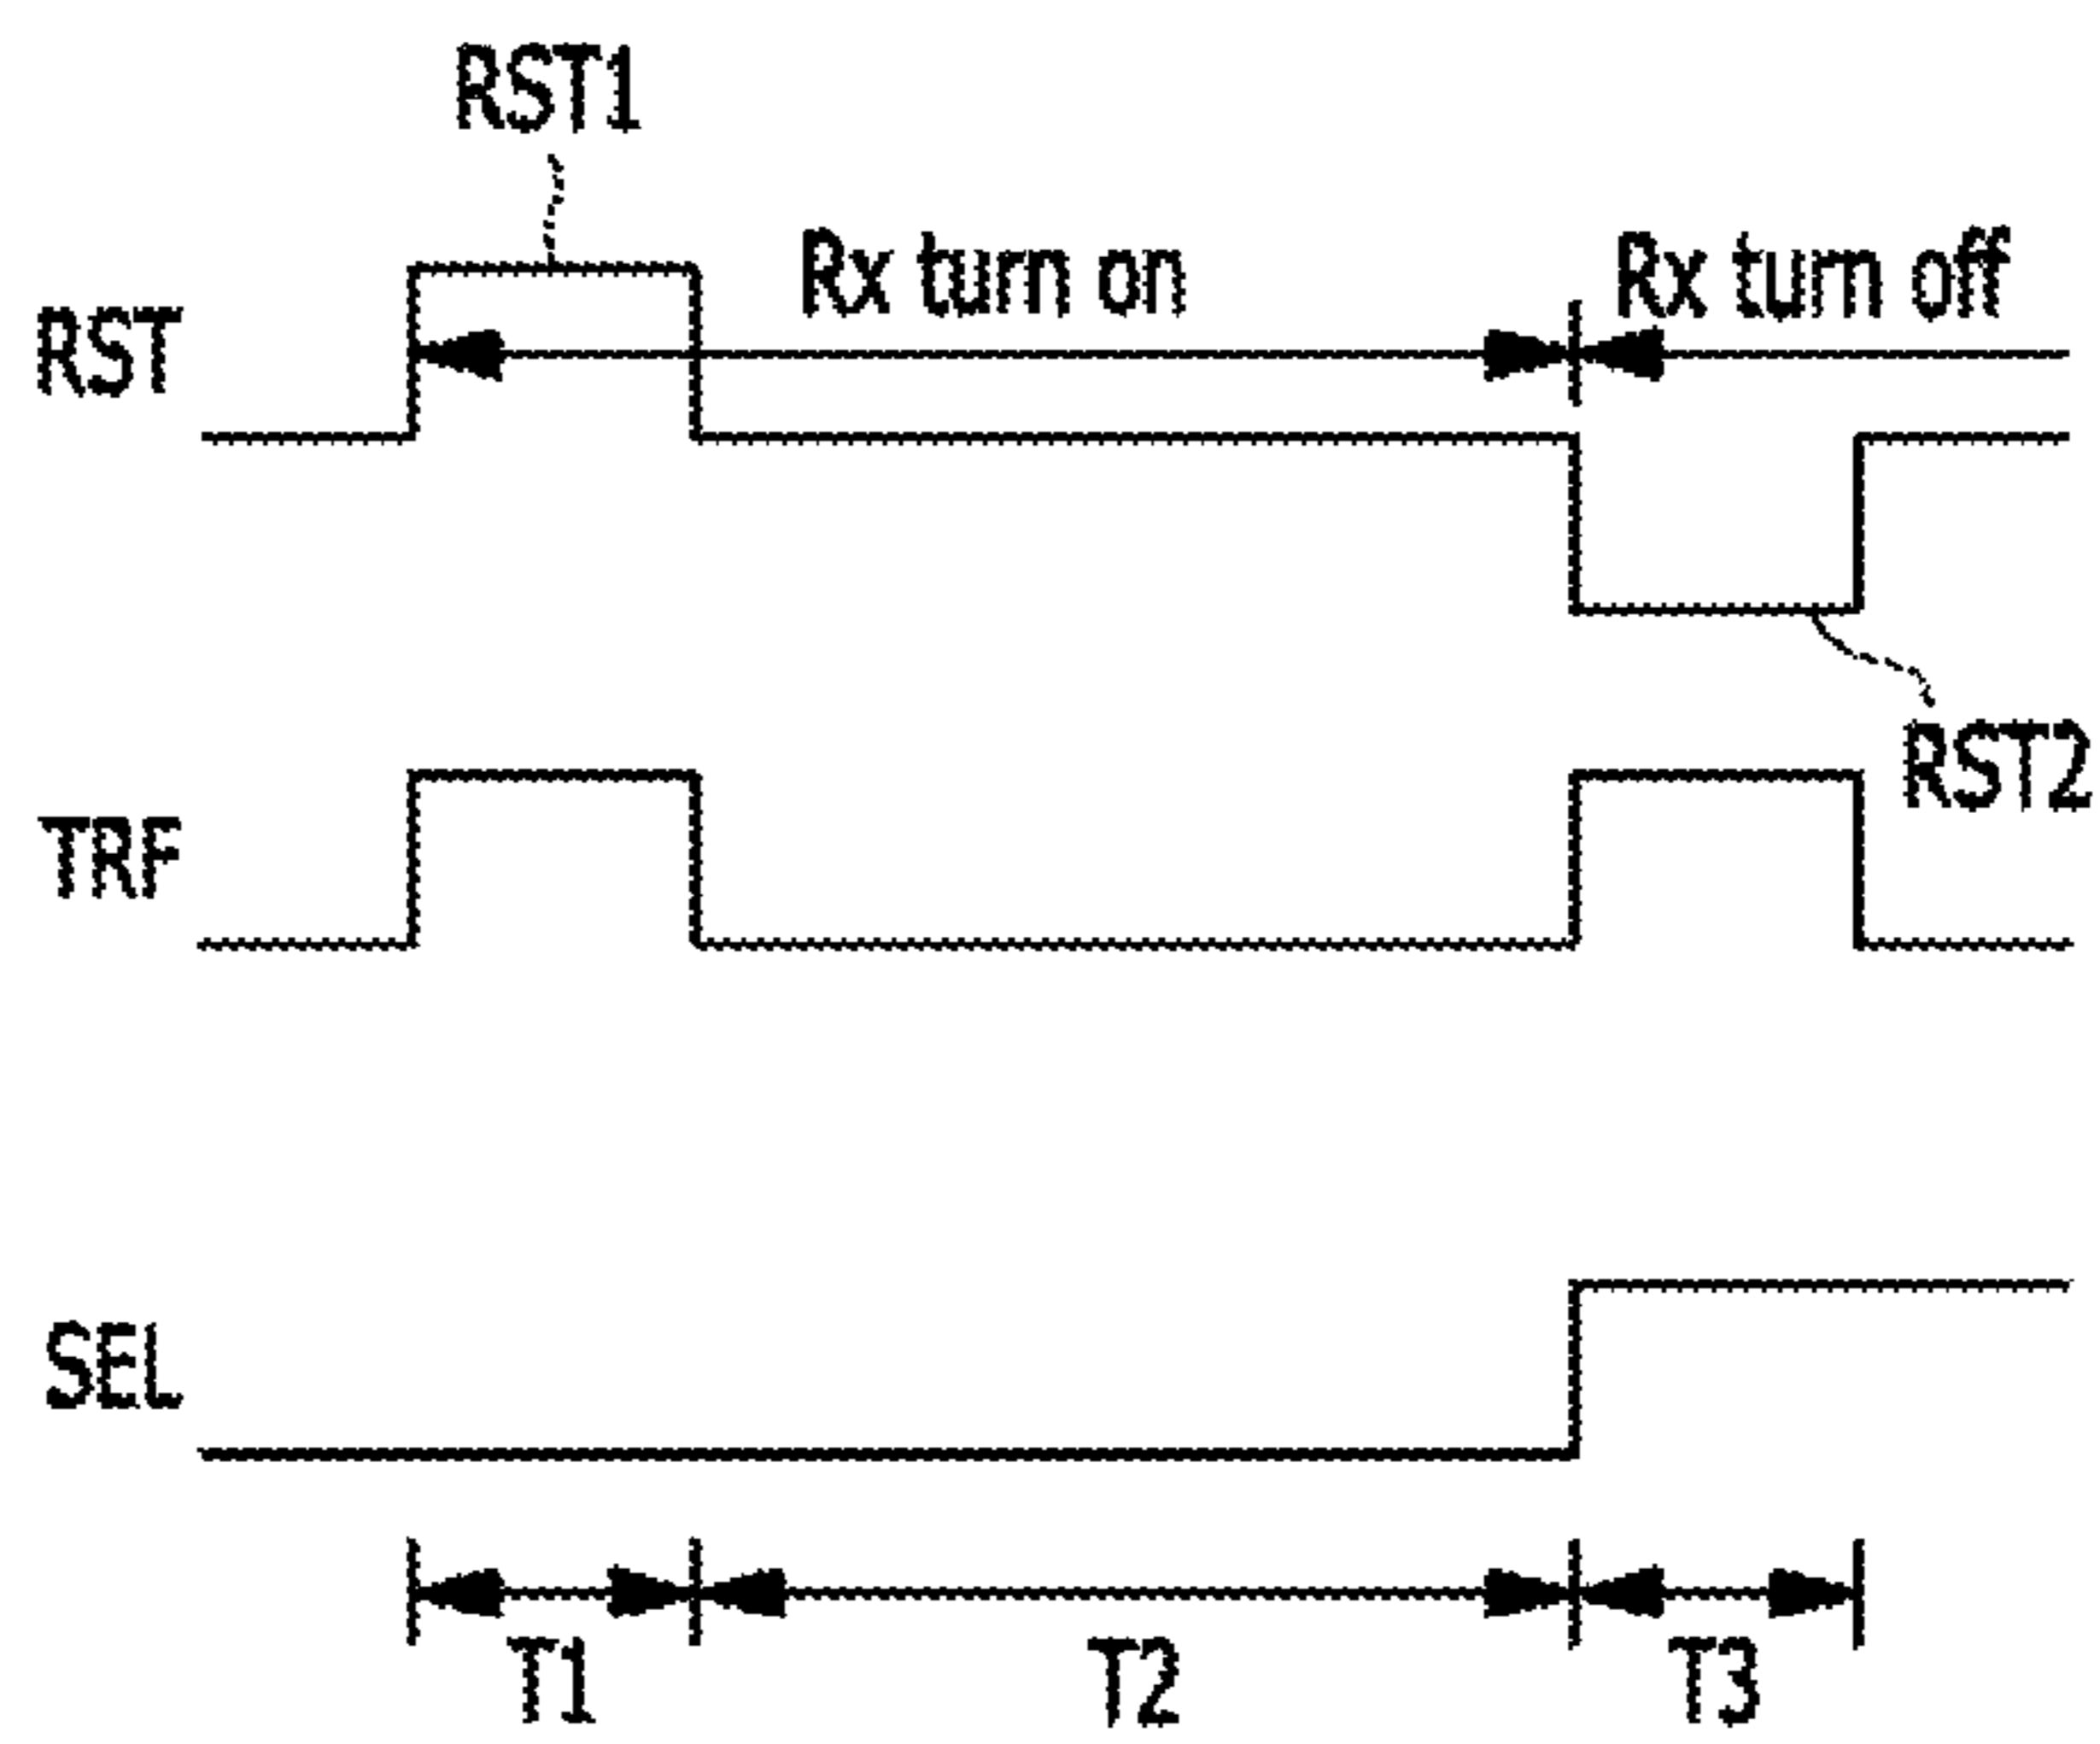 RST1
Rx turn on
Rx turn off
RST
RST2
TRF
SEL
T1
T2
T3